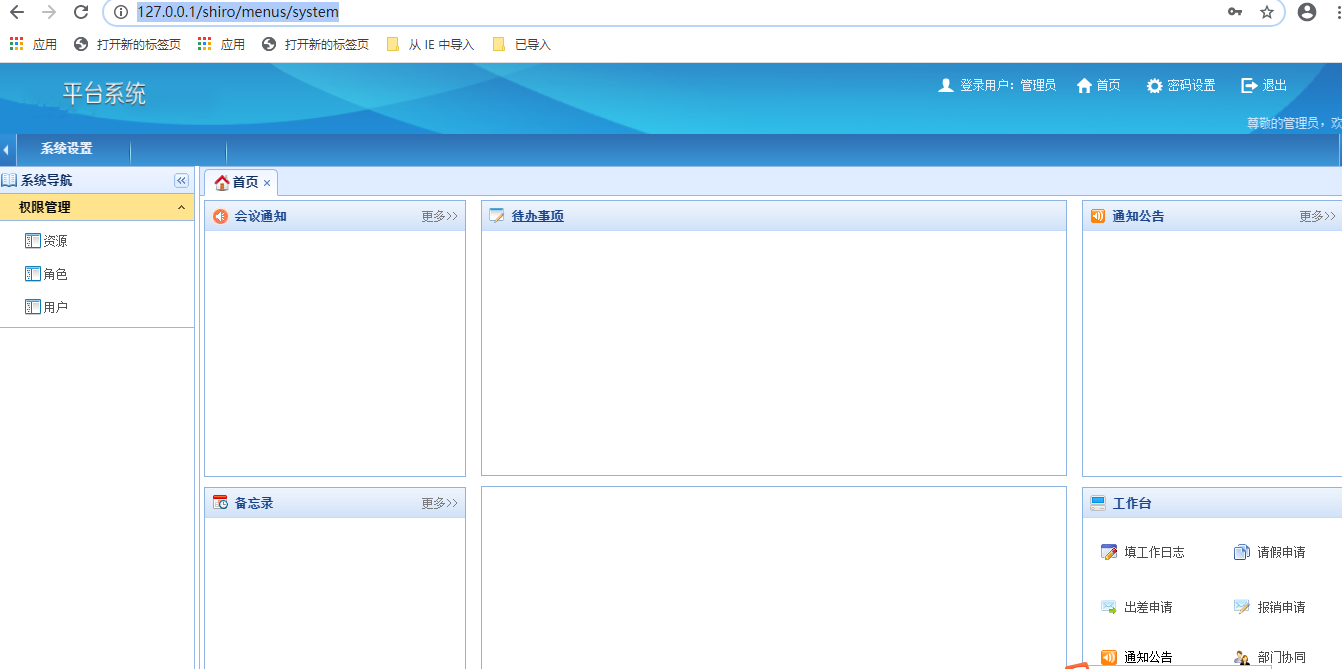 127.0.0.1/shiro/menus/system
应用 打开新的标签页 应用 打开新的标签页 从 IE 中导入 已导入
平台系统
登录用户：管理员 首页 密码设置 退出
尊敬的管理员，欢
系统设置
系统导航
权限管理
资源
角色
用户
首页 ×
会议通知 更多>>
待办事项
通知公告 更多>>
备忘录 更多>>
工作台
填工作日志 请假申请
出差申请 报销申请
通知公告 部门协同